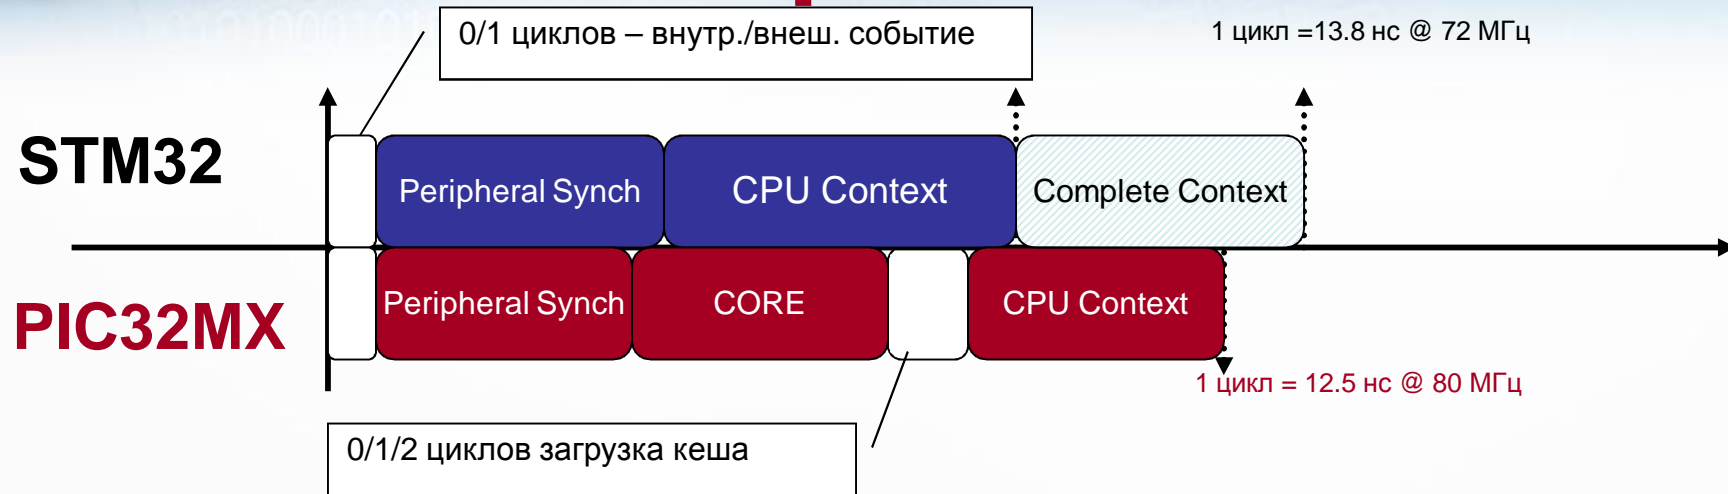 0/1 циклов – внутр./внеш. событие
1 цикл =13.8 нс @ 72 МГц
STM32
Peripheral Synch
CPU Context
Complete Context
PIC32MX
Peripheral Synch
CORE
CPU Context
1 цикл = 12.5 нс @ 80 МГц
0/1/2 циклов загрузка кеша